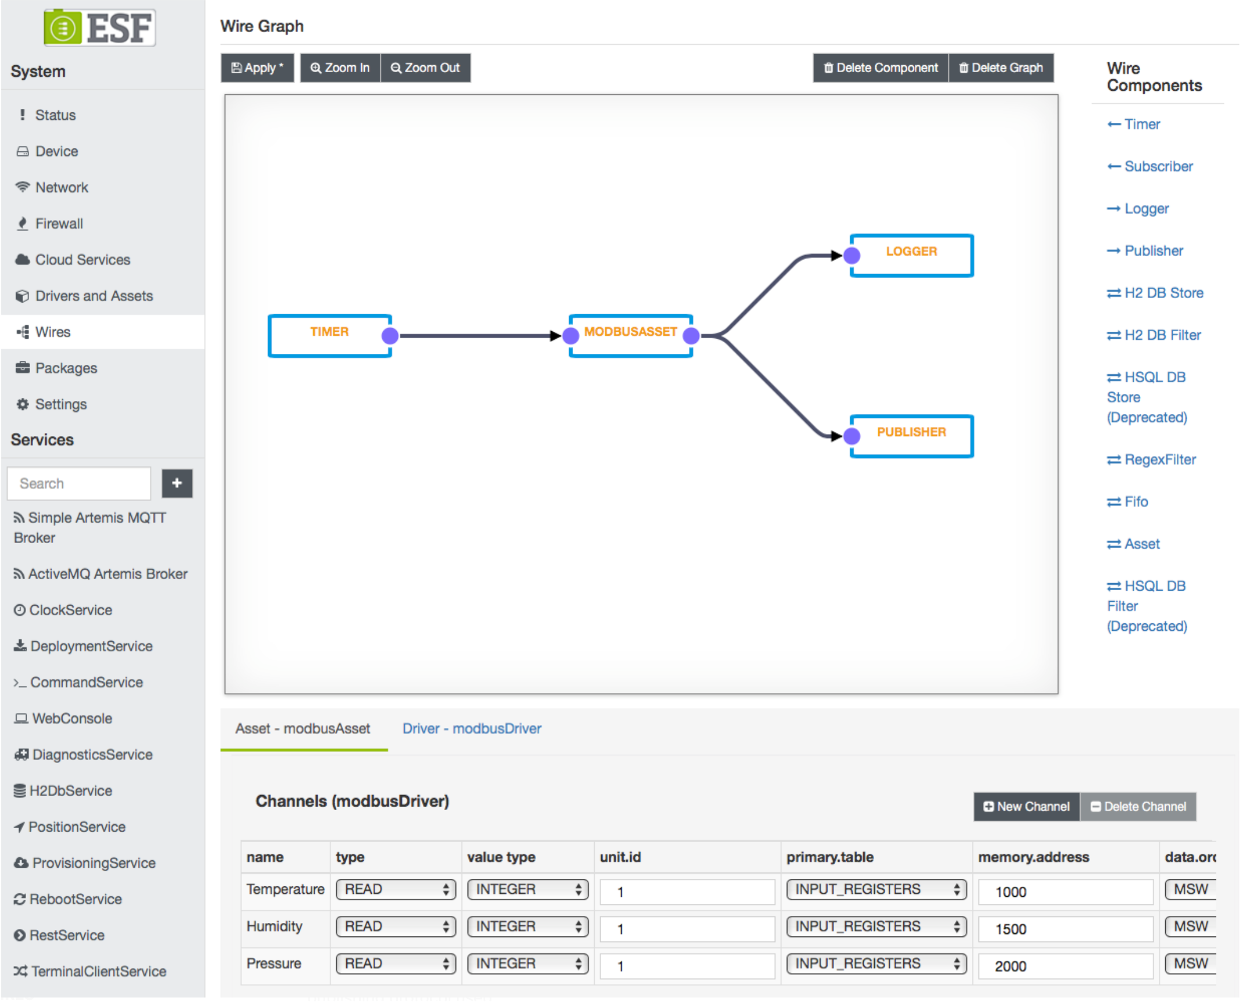 ESF
System
Status
Device
Network
Firewall
Cloud Services
Drivers and Assets
Wires
Packages
Settings
Services
Search
Simple Artemis MQTT
Broker
ActiveMQ Artemis Broker
ClockService
DeploymentService
>_ CommandService
WebConsole
DiagnosticsService
H2DbService
PositionService
ProvisioningService
RebootService
RestService
TerminalClientService
Wire Graph
Apply *
Zoom In
Zoom Out
Delete Component
Delete Graph
TIMER
MODBUSASSET
LOGGER
PUBLISHER
Wire
Components
Timer
Subscriber
Logger
Publisher
H2 DB Store
H2 DB Filter
HSQL DB
Store
(Deprecated)
RegexFilter
Fifo
Asset
HSQL DB
Filter
(Deprecated)
Asset - modbusAsset
Driver - modbusDriver
Channels (modbusDriver)
New Channel
Delete Channel
name type value type unit.id primary.table memory.address data.ord
Temperature READ INTEGER 1 INPUT_REGISTERS 1000 MSW
Humidity READ INTEGER 1 INPUT_REGISTERS 1500 MSW
Pressure READ INTEGER 1 INPUT_REGISTERS 2000 MSW